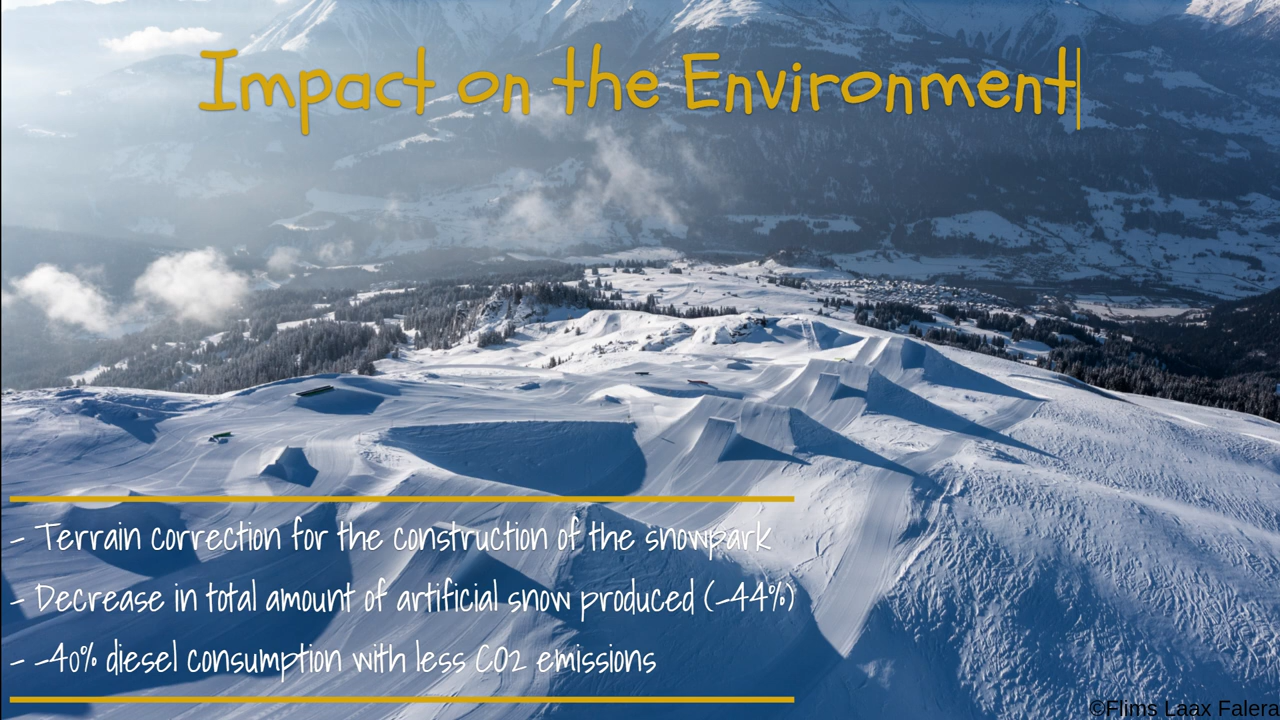 Impact on the Environment
- Terrain correction for the construction of the snowpark
- Decrease in total amount of artificial snow produced (-44%)
- -40% diesel consumption with less CO2 emissions
©Flims Laax Falera